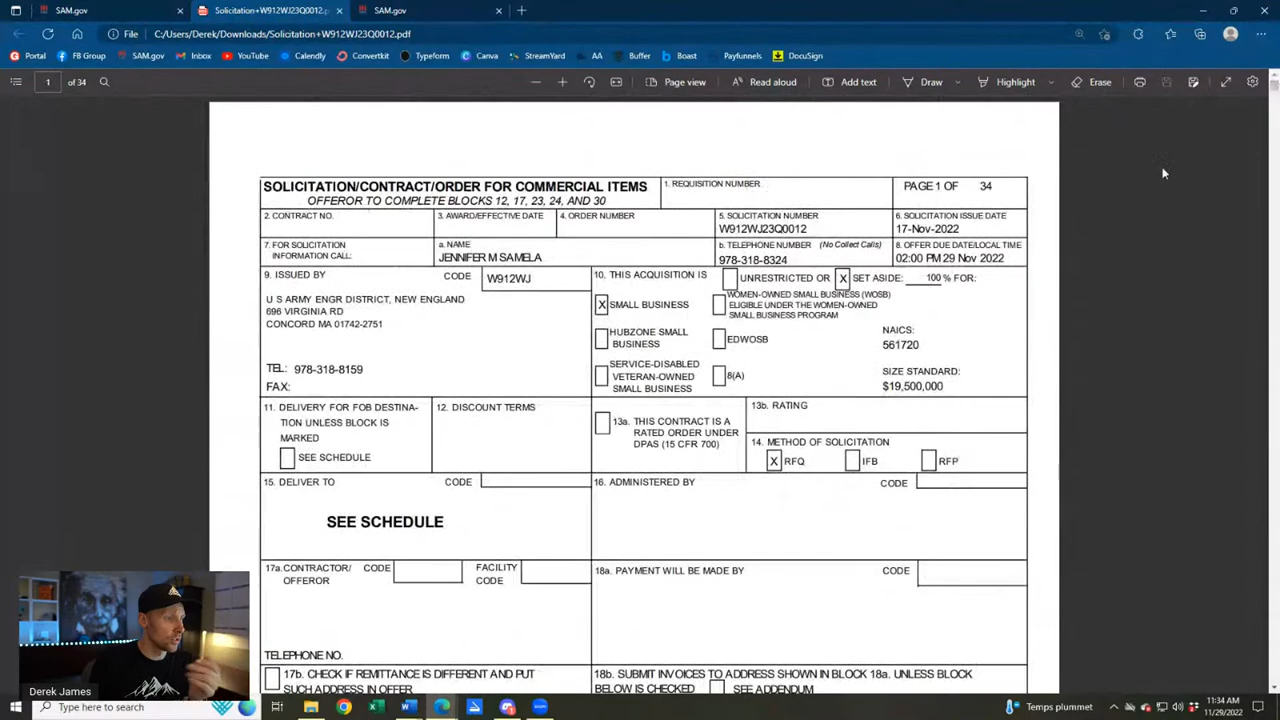 SAM.gov
Solicitation+W912WJ23Q0012.p
SAM.gov
File C:/Users/Derek/Downloads/Solicitation+W912WJ23Q0012.pdf
Portal FB Group SAM.gov Inbox YouTube Calendly Convertkit Typeform Canva StreamYard AA Buffer Boast Payfunnels DocuSign
1 of 34 Page view Read aloud Add text Draw Highlight Erase
SOLICITATION/CONTRACT/ORDER FOR COMMERCIAL ITEMS
OFFEROR TO COMPLETE BLOCKS 12, 17, 23, 24, AND 30
1. REQUISITION NUMBER
PAGE 1 OF 34
2. CONTRACT NO.
3. AWARD/EFFECTIVE DATE
4. ORDER NUMBER
5. SOLICITATION NUMBER
W912WJ23Q0012
6. SOLICITATION ISSUE DATE
17-Nov-2022
7. FOR SOLICITATION
INFORMATION CALL:
a. NAME
JENNIFER M SAMELA
b. TELEPHONE NUMBER (No Collect Calls)
978-318-8324
8. OFFER DUE DATE/LOCAL TIME
02:00 PM 29 Nov 2022
9. ISSUED BY CODE W912WJ
U S ARMY ENGR DISTRICT, NEW ENGLAND
696 VIRGINIA RD
CONCORD MA 01742-2751
TEL: 978-318-8159
FAX:
10. THIS ACQUISITION IS UNRESTRICTED OR X SET ASIDE: 100 % FOR:
X SMALL BUSINESS
WOMEN-OWNED SMALL BUSINESS (WOSB)
ELIGIBLE UNDER THE WOMEN-OWNED
SMALL BUSINESS PROGRAM
HUBZONE SMALL
BUSINESS
EDWOSB
NAICS:
561720
SERVICE-DISABLED
VETERAN-OWNED
SMALL BUSINESS
8(A)
SIZE STANDARD:
$19,500,000
11. DELIVERY FOR FOB DESTINA-
TION UNLESS BLOCK IS
MARKED
SEE SCHEDULE
12. DISCOUNT TERMS
13a. THIS CONTRACT IS A
RATED ORDER UNDER
DPAS (15 CFR 700)
13b. RATING
14. METHOD OF SOLICITATION
X RFQ IFB RFP
15. DELIVER TO CODE
SEE SCHEDULE
16. ADMINISTERED BY CODE
17a. CONTRACTOR/ CODE FACILITY
OFFEROR CODE
TELEPHONE NO.
18a. PAYMENT WILL BE MADE BY CODE
17b. CHECK IF REMITTANCE IS DIFFERENT AND PUT
SUCH ADDRESS IN OFFER
18b. SUBMIT INVOICES TO ADDRESS SHOWN IN BLOCK 18a. UNLESS BLOCK
BELOW IS CHECKED SEE ADDENDUM
Derek James
Type here to search
Temps plummet
11:34 AM
11/29/2022